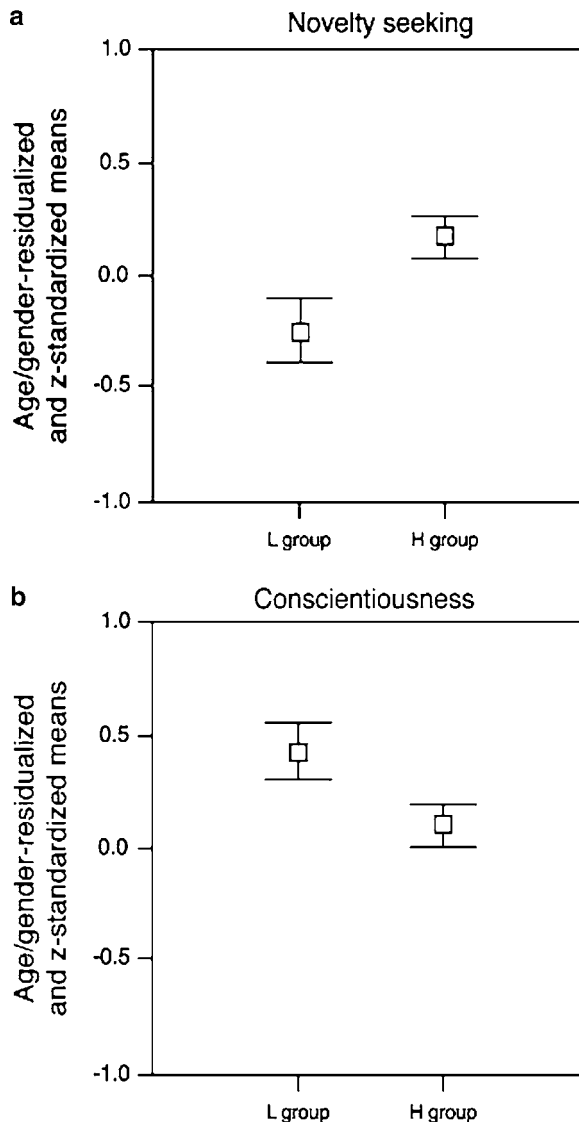 a
Novelty seeking
Age/gender-residualized
and z-standardized means
1.0
0.5
0.0
-0.5
-1.0
L group H group
b
Conscientiousness
Age/gender-residualized
and z-standardized means
1.0
0.5
0.0
-0.5
-1.0
L group H group